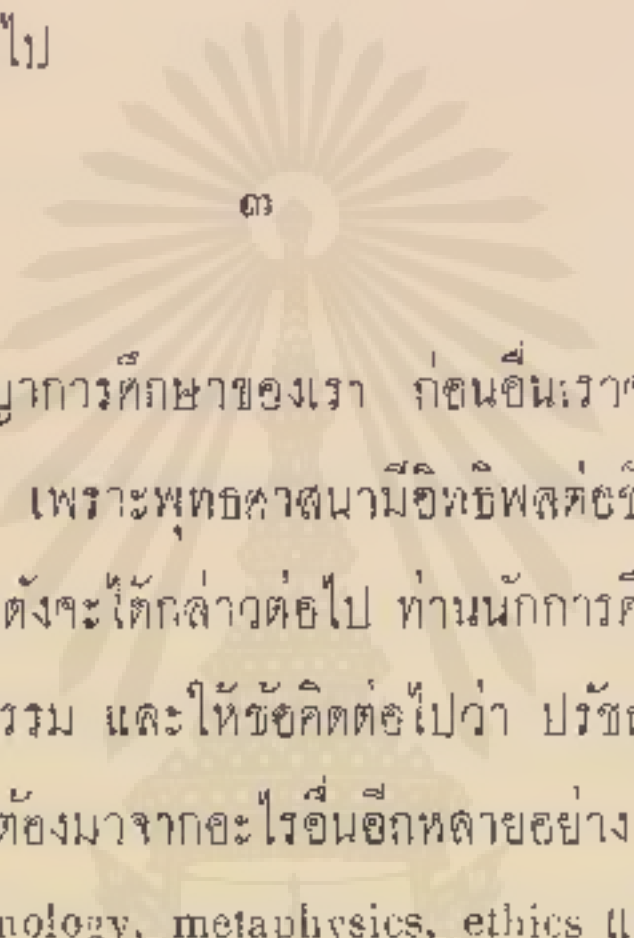 ไป
๓
ญาการศึกษาของเรา ก่อนอื่นเรา
เพราะพุทธศาสนามีอิทธิพลต่อชี
ดังจะได้กล่าวต่อไป ท่านนักการศึ
รรม และให้ข้อคิดต่อไปว่า ปรัช
ต้องมาจากอะไรอื่นอีกหลายอย่าง
nology, metaphysics, ethics แ